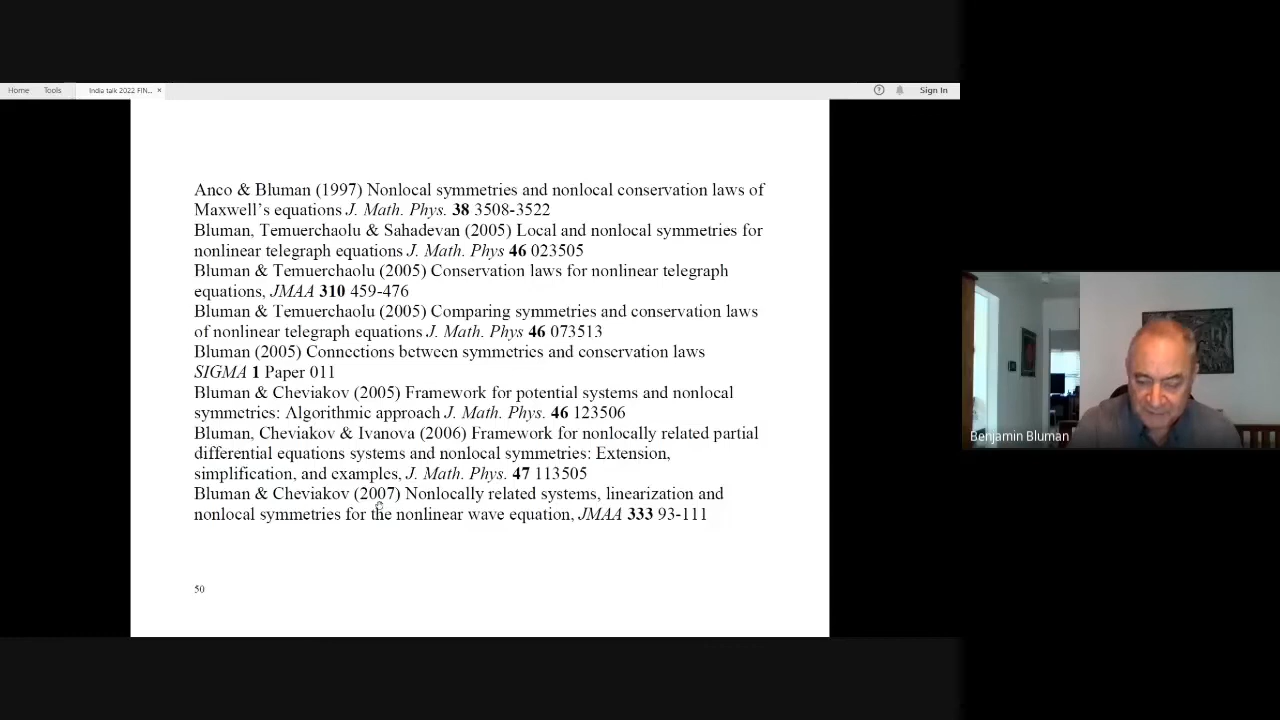 Home Tools India talk 2022 FIN... × Sign In
Anco & Bluman (1997) Nonlocal symmetries and nonlocal conservation laws of
Maxwell's equations J. Math. Phys. 38 3508-3522
Bluman, Temuerchaolu & Sahadevan (2005) Local and nonlocal symmetries for
nonlinear telegraph equations J. Math. Phys 46 023505
Bluman & Temuerchaolu (2005) Conservation laws for nonlinear telegraph
equations, JMAA 310 459-476
Bluman & Temuerchaolu (2005) Comparing symmetries and conservation laws
of nonlinear telegraph equations J. Math. Phys 46 073513
Bluman (2005) Connections between symmetries and conservation laws
SIGMA 1 Paper 011
Bluman & Cheviakov (2005) Framework for potential systems and nonlocal
symmetries: Algorithmic approach J. Math. Phys. 46 123506
Bluman, Cheviakov & Ivanova (2006) Framework for nonlocally related partial
differential equations systems and nonlocal symmetries: Extension,
simplification, and examples, J. Math. Phys. 47 113505
Bluman & Cheviakov (2007) Nonlocally related systems, linearization and
nonlocal symmetries for the nonlinear wave equation, JMAA 333 93-111
50
Benjamin Bluman